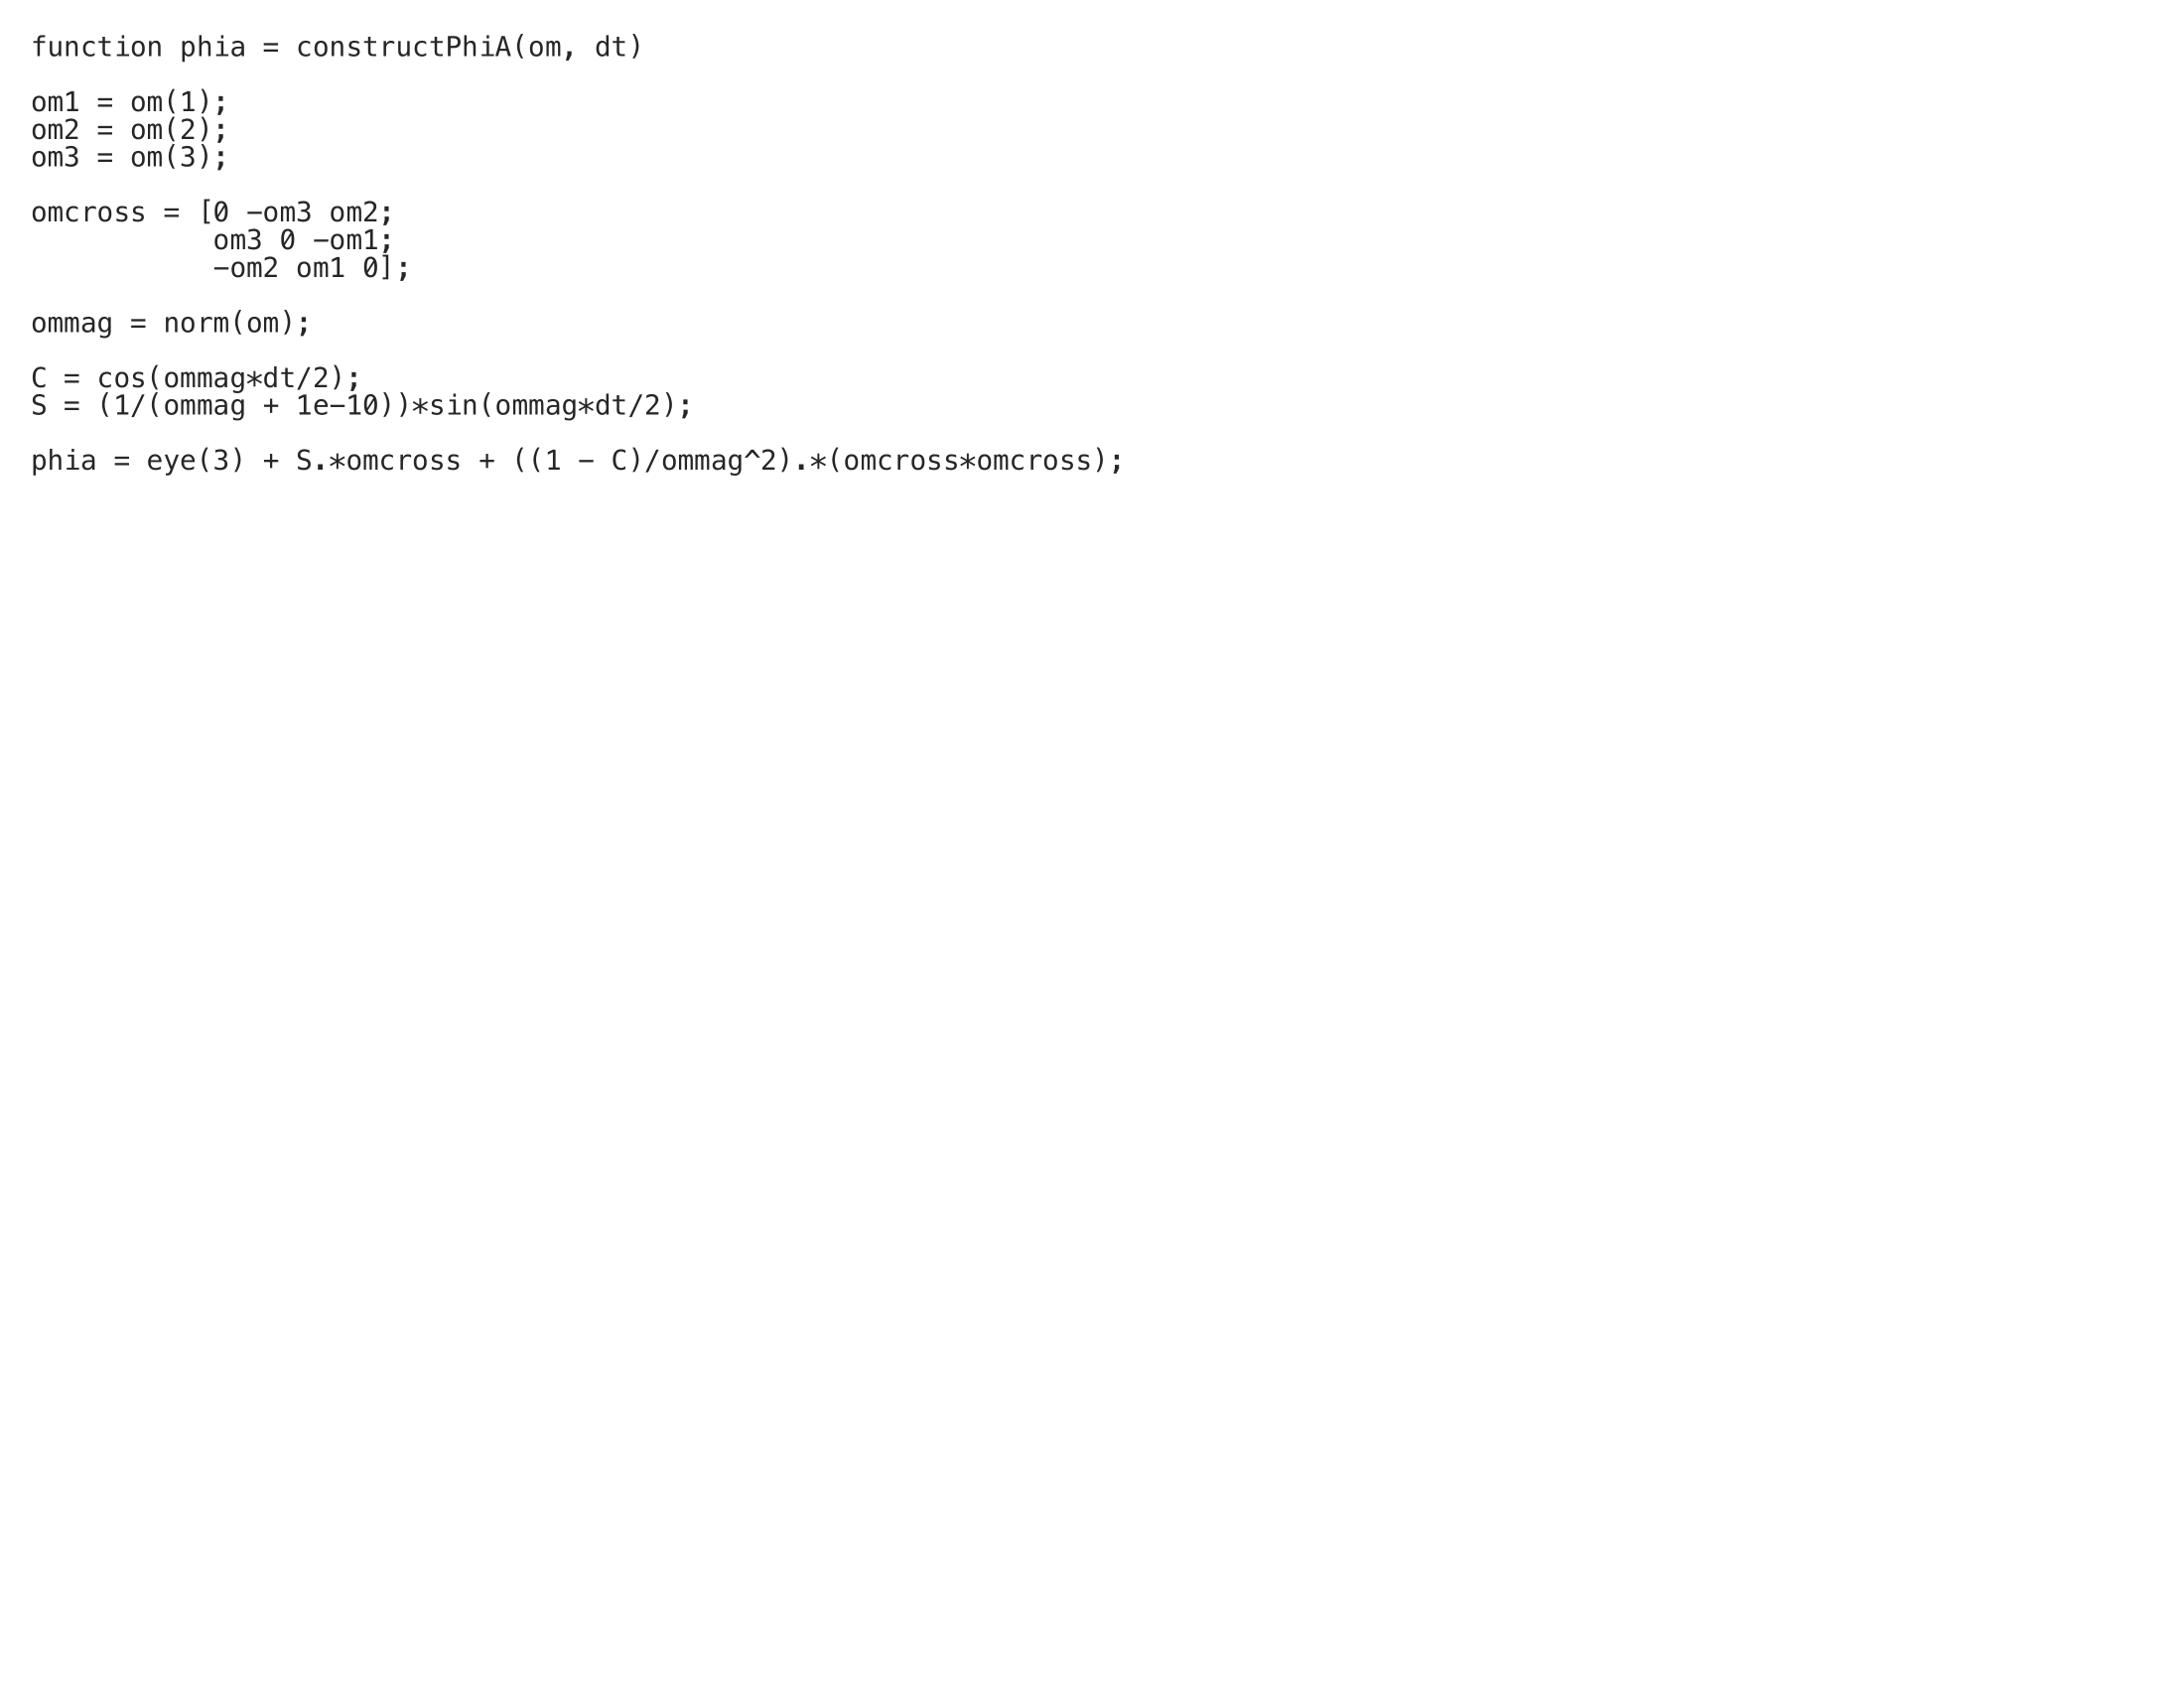 function phia = constructPhiA(om, dt)
om1 = om(1);
om2 = om(2);
om3 = om(3);
omcross = [0 -om3 om2;
om3 0 -om1;
-om2 om1 0];
ommag = norm(om);
C = cos(ommag*dt/2);
S = (1/(ommag + 1e-10))*sin(ommag*dt/2);
phia = eye(3) + S.*omcross + ((1 - C)/ommag^2).*(omcross*omcross);